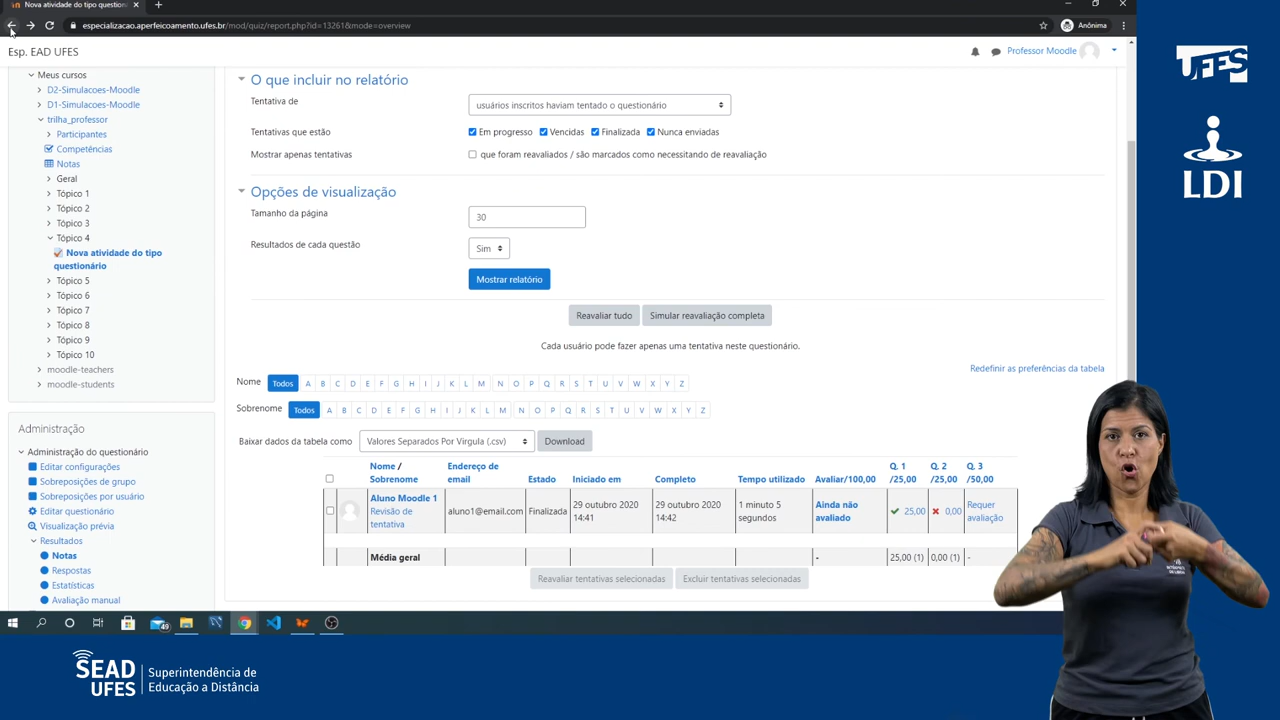 Nova atividade do tipo question
especializacao.aperfeicoamento.ufes.br/mod/quiz/report.php?id=13261&mode=overview
Anônima
Esp. EAD UFES
Professor Moodle
Meus cursos
D2-Simulacoes-Moodle
D1-Simulacoes-Moodle
trilha_professor
Participantes
Competências
Notas
Geral
Tópico 1
Tópico 2
Tópico 3
Tópico 4
Nova atividade do tipo
questionário
Tópico 5
Tópico 6
Tópico 7
Tópico 8
Tópico 9
Tópico 10
moodle-teachers
moodle-students
Administração
Administração do questionário
Editar configurações
Sobreposições de grupo
Sobreposições por usuário
Editar questionário
Visualização prévia
Resultados
Notas
Respostas
Estatísticas
Avaliação manual
O que incluir no relatório
Tentativa de usuários inscritos haviam tentado o questionário
Tentativas que estão Em progresso Vencidas Finalizada Nunca enviadas
Mostrar apenas tentativas que foram reavaliados / são marcados como necessitando de reavaliação
Opções de visualização
Tamanho da página 30
Resultados de cada questão Sim
Mostrar relatório
Reavaliar tudo Simular reavaliação completa
Cada usuário pode fazer apenas uma tentativa neste questionário.
Redefinir as preferências da tabela
Nome Todos A B C D E F G H I J K L M N O P Q R S T U V W X Y Z
Sobrenome Todos A B C D E F G H I J K L M N O P Q R S T U V W X Y Z
Baixar dados da tabela como Valores Separados Por Virgula (.csv) Download
Nome / Sobrenome Endereço de email Estado Iniciado em Completo Tempo utilizado Avaliar/100,00 Q. 1 /25,00 Q. 2 /25,00 Q. 3 /50,00
Aluno Moodle 1 Revisão de tentativa aluno1@email.com Finalizada 29 outubro 2020 14:41 29 outubro 2020 14:42 1 minuto 5 segundos Ainda não avaliado 25,00 0,00 Requer avaliação
Média geral - 25,00 (1) 0,00 (1) -
Reavaliar tentativas selecionadas Excluir tentativas selecionadas
49
UFES
LDI
SEAD
UFES
Superintendência de
Educação a Distância